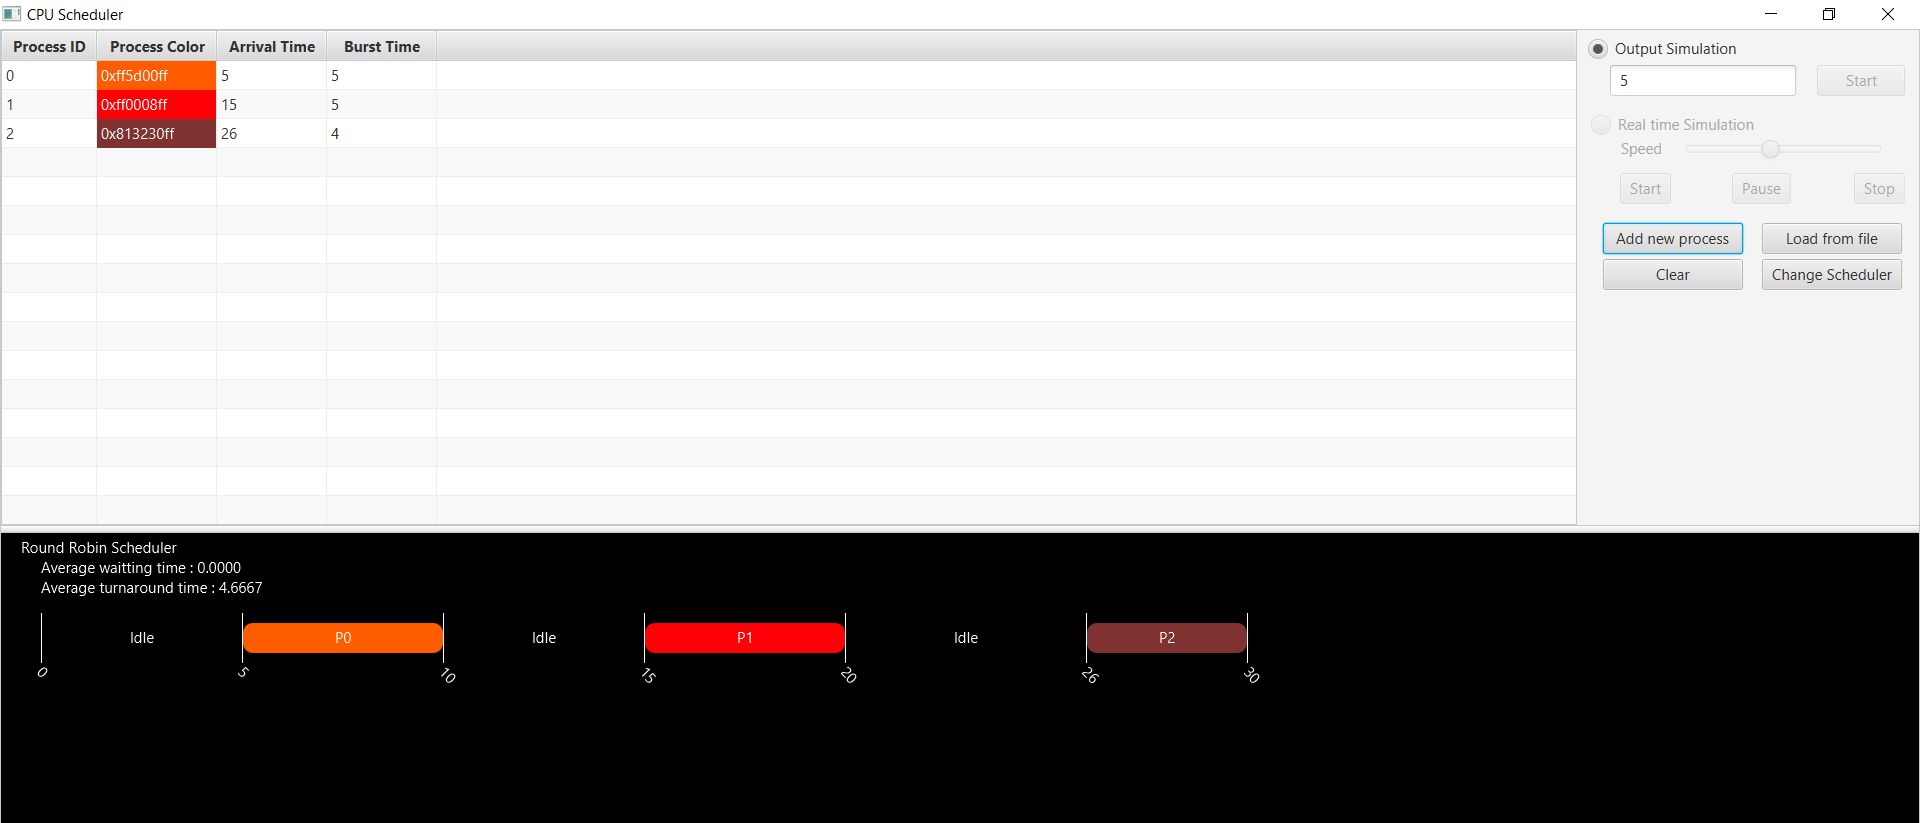 CPU Scheduler
Process ID Process Color Arrival Time Burst Time
0 0xff5d00ff 5 5
1 0xff0008ff 15 5
2 0x813230ff 26 4
Output Simulation
5 Start
Real time Simulation
Speed
Start Pause Stop
Add new process Load from file
Clear Change Scheduler
Round Robin Scheduler
Average waitting time : 0.0000
Average turnaround time : 4.6667
Idle P0 Idle P1 Idle P2
0 5 10 15 20 26 30